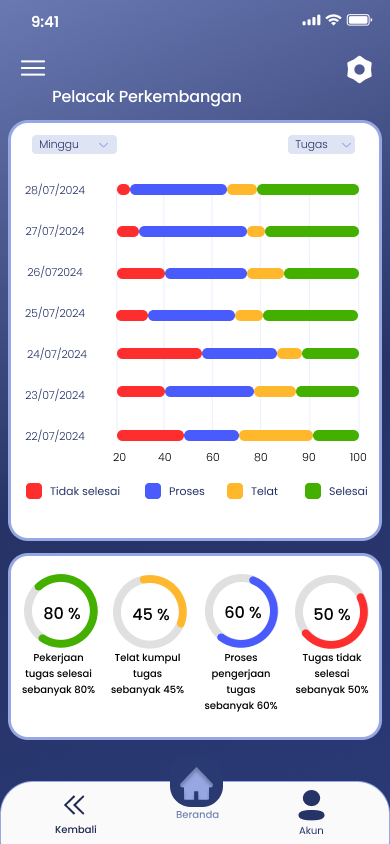 9:41
Pelacak Perkembangan
Minggu
Tugas
28/07/2024
27/07/2024
26/072024
25/07/2024
24/07/2024
23/07/2024
22/07/2024
20 40 60 80 90 100
Tidak selesai Proses Telat Selesai
80 %
45 %
60 %
50 %
Pekerjaan
tugas selesai
sebanyak 80%
Telat kumpul
tugas
sebanyak 45%
Proses
pengerjaan
tugas
sebanyak 60%
Tugas tidak
selesai
sebanyak 50%
Kembali
Beranda
Akun